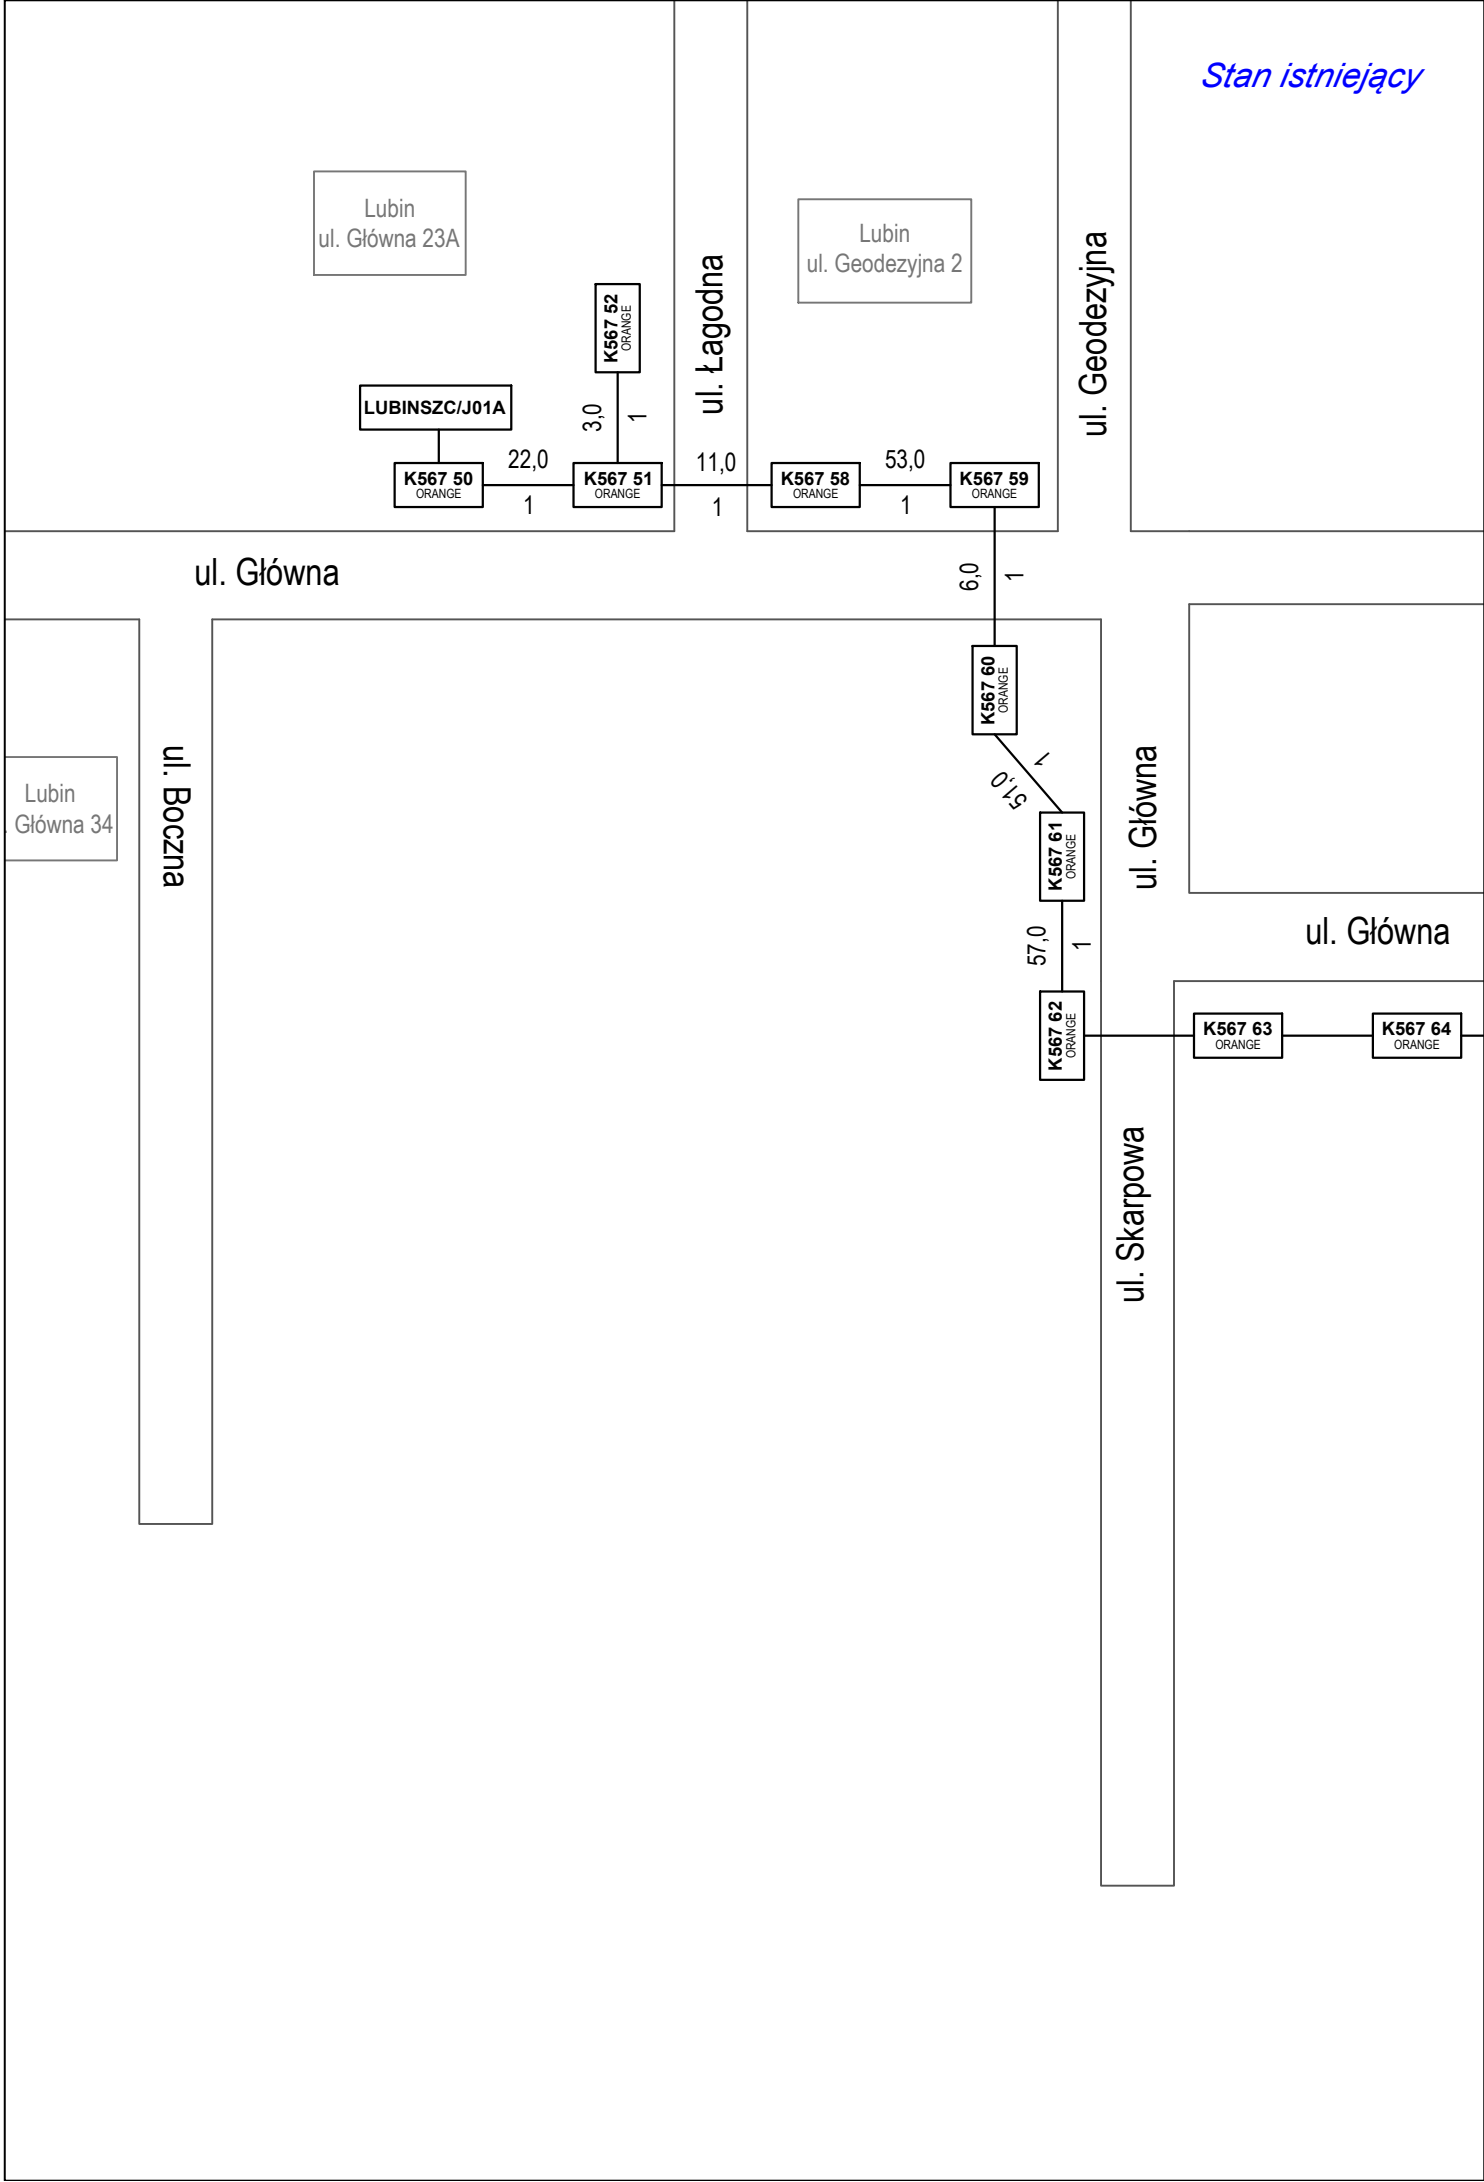 Stan istniejący
Lubin
ul. Główna 23A
Lubin
ul. Geodezyjna 2
ul. Łagodna
ul. Geodezyjna
K567 52
ORANGE
3,0
1
LUBINSZC/J01A
K567 50
ORANGE
22,0
1
K567 51
ORANGE
11,0
1
K567 58
ORANGE
53,0
1
K567 59
ORANGE
ul. Główna
6,0
1
K567 60
ORANGE
51,0
1
ul. Boczna
Lubin
. Główna 34
K567 61
ORANGE
ul. Główna
57,0
1
ul. Główna
K567 62
ORANGE
K567 63
ORANGE
K567 64
ORANGE
ul. Skarpowa